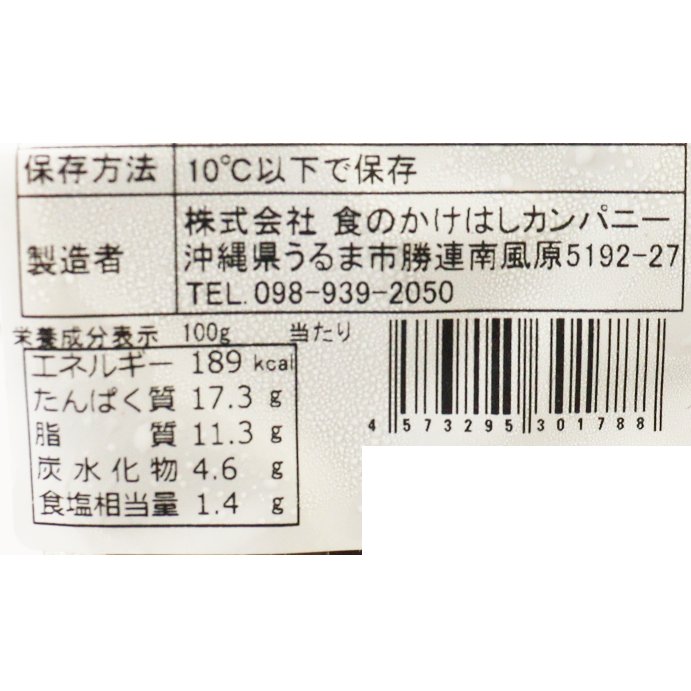 保存方法 10℃以下で保存
製造者 株式会社 食のかけはしカンパニー
沖縄県うるま市勝連南風原5192-27
TEL.098-939-2050
栄養成分表示 100g 当たり
エネルギー 189 kcal
たんぱく質 17.3 g
脂質 11.3 g
炭水化物 4.6 g
食塩相当量 1.4 g
4 573295 301788